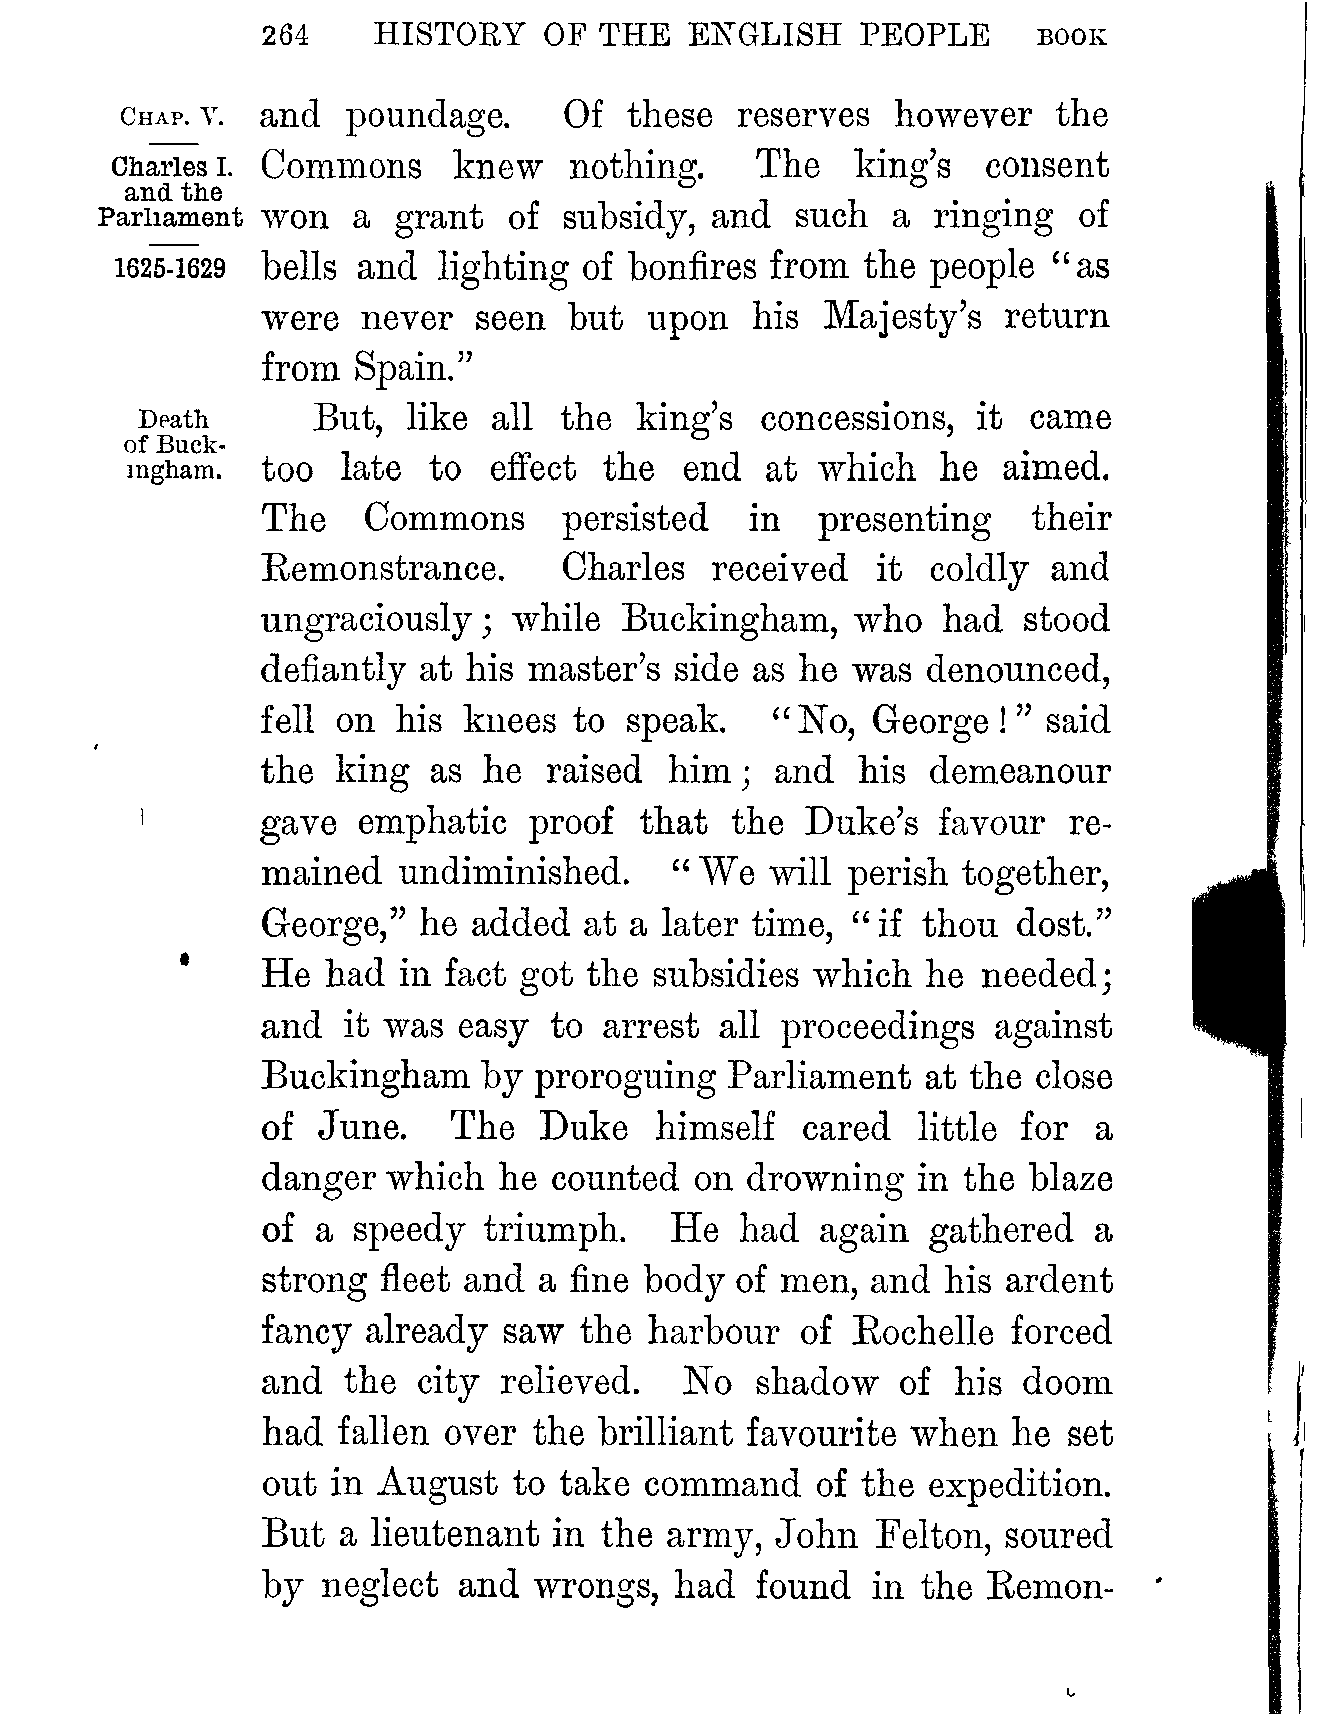 264 HISTORY OF THE ENGLISH PEOPLE BOOK
CHAP. V.
Charles I.
and the
Parliament
1625-1629
and poundage. Of these reserves however the
Commons knew nothing. The king's consent
won a grant of subsidy, and such a ringing of
bells and lighting of bonfires from the people “as
were never seen but upon his Majesty's return
from Spain.”
Death
of Buck-
ingham.
But, like all the king's concessions, it came
too late to effect the end at which he aimed.
The Commons persisted in presenting their
Remonstrance. Charles received it coldly and
ungraciously; while Buckingham, who had stood
defiantly at his master's side as he was denounced,
fell on his knees to speak. “No, George!” said
the king as he raised him; and his demeanour
gave emphatic proof that the Duke's favour re-
mained undiminished. “We will perish together,
George,” he added at a later time, “if thou dost.”
He had in fact got the subsidies which he needed;
and it was easy to arrest all proceedings against
Buckingham by proroguing Parliament at the close
of June. The Duke himself cared little for a
danger which he counted on drowning in the blaze
of a speedy triumph. He had again gathered a
strong fleet and a fine body of men, and his ardent
fancy already saw the harbour of Rochelle forced
and the city relieved. No shadow of his doom
had fallen over the brilliant favourite when he set
out in August to take command of the expedition.
But a lieutenant in the army, John Felton, soured
by neglect and wrongs, had found in the Remon-